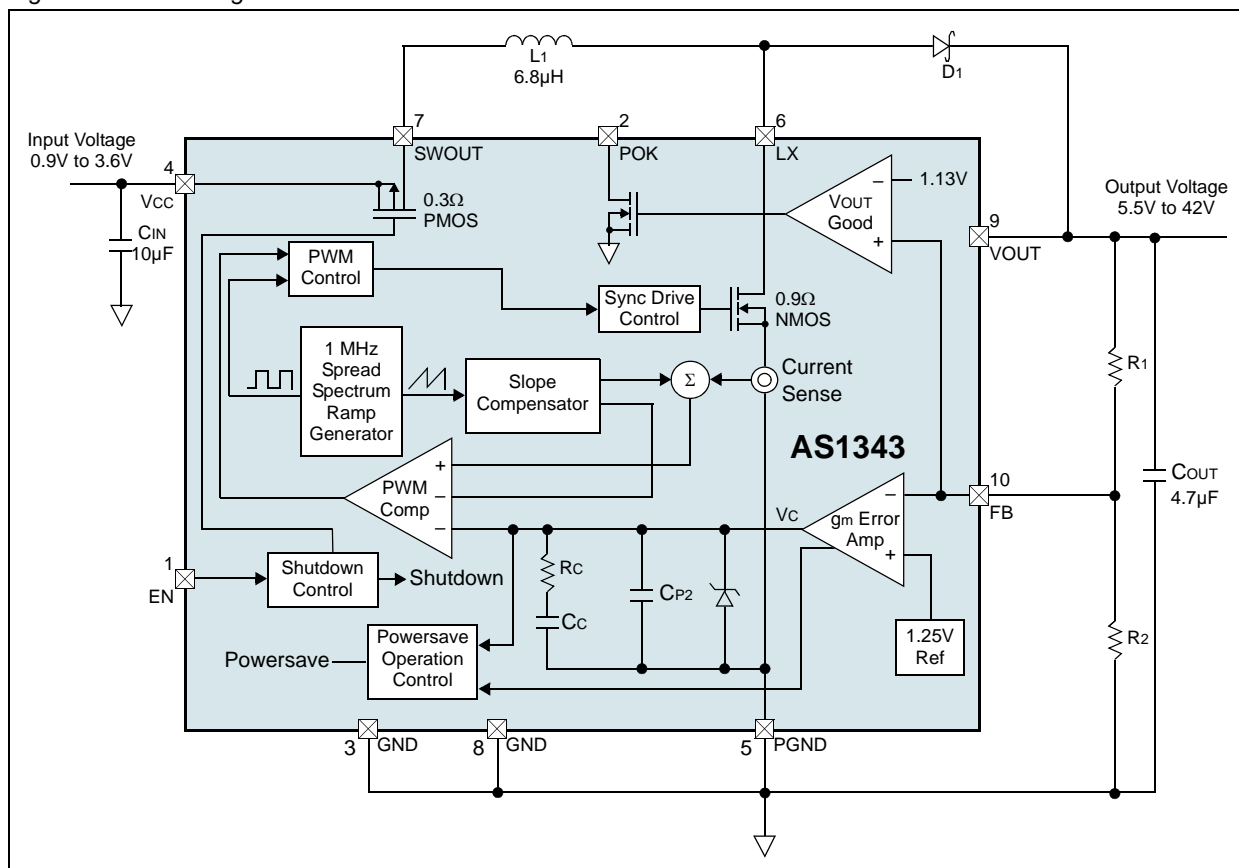 L1
6.8µH
D1
7
2
6
Input Voltage
0.9V to 3.6V
4
VCC
SWOUT
POK
LX
1.13V
VOUT
Good
−
+
Output Voltage
5.5V to 42V
9
VOUT
0.3Ω
PMOS
CIN
10µF
PWM
Control
Sync Drive
Control
0.9Ω
NMOS
1 MHz
Spread
Spectrum
Ramp
Generator
Slope
Compensator
Σ
Current
Sense
R1
AS1343
PWM
Comp
+
−
−
VC
gm Error
Amp
−
+
10
FB
COUT
4.7µF
1
EN
Shutdown
Control
Shutdown
RC
CC
CP2
1.25V
Ref
R2
Powersave
Powersave
Operation
Control
3
GND
8
GND
5
PGND